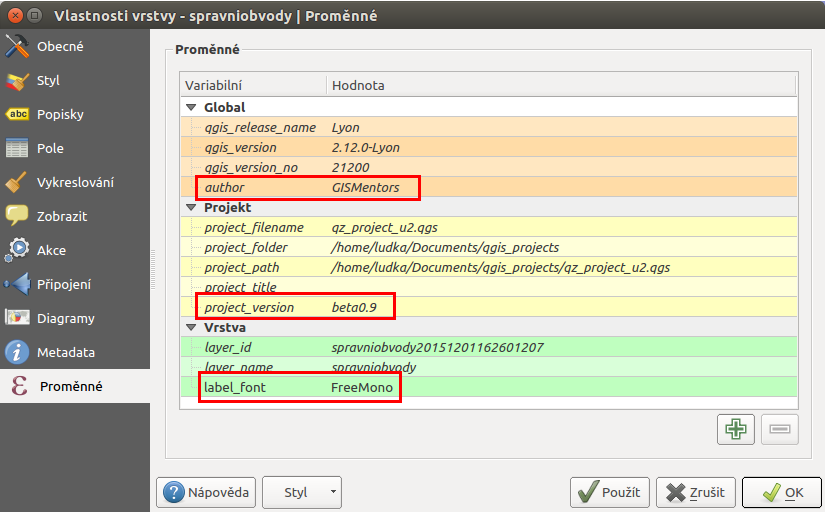 Vlastnosti vrstvy - spravniobvody | Proměnné
Obecné
Styl
abc Popisky
Pole
Vykreslování
Zobrazit
Akce
Připojení
Diagramy
Metadata
Proměnné
Proměnné
Variabilní Hodnota
Global
qgis_release_name Lyon
qgis_version 2.12.0-Lyon
qgis_version_no 21200
author GISMentors
Projekt
project_filename qz_project_u2.qgs
project_folder /home/ludka/Documents/qgis_projects
project_path /home/ludka/Documents/qgis_projects/qz_project_u2.qgs
project_title
project_version beta0.9
Vrstva
layer_id spravniobvody20151201162601207
layer_name spravniobvody
label_font FreeMono
Nápověda Styl Použít Zrušit OK